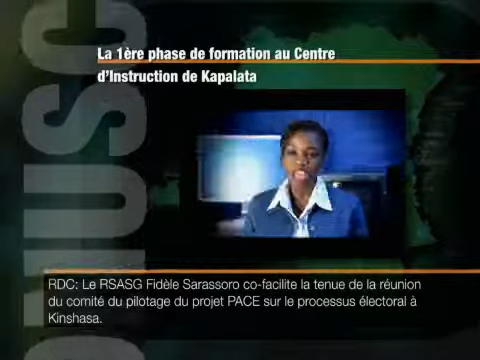 La 1ère phase de formation au Centre
d'Instruction de Kapalata
NUSC
RDC: Le RSASG Fidèle Sarassoro co-facilite la tenue de la réunion
du comité du pilotage du projet PACE sur le processus électoral à
Kinshasa.